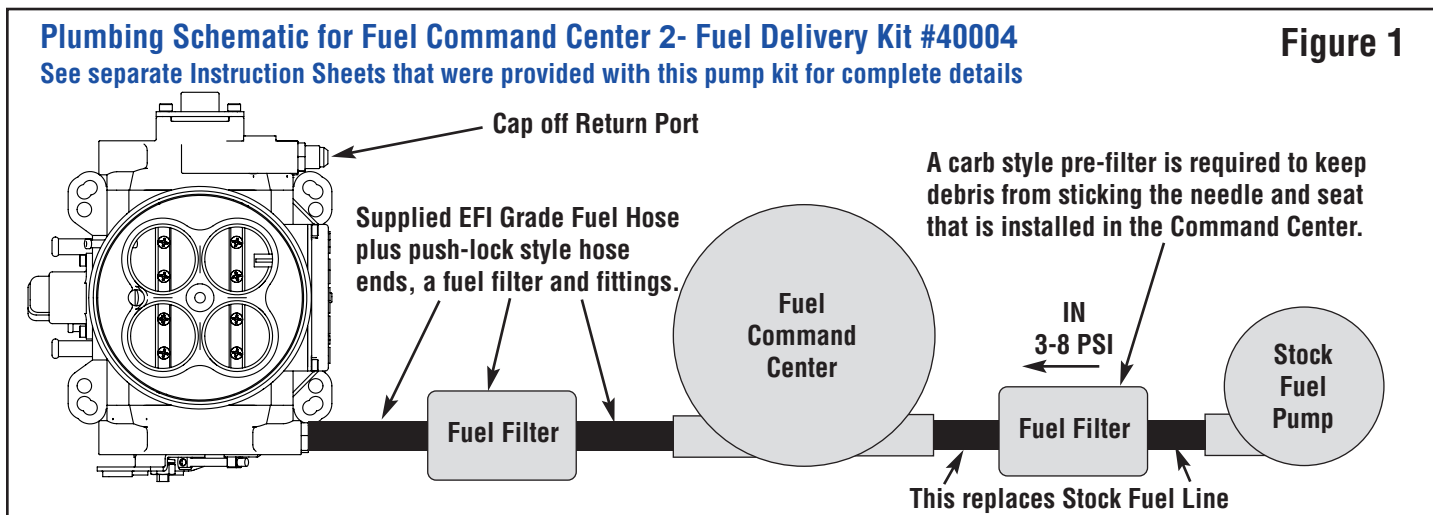 Plumbing Schematic for Fuel Command Center 2- Fuel Delivery Kit #40004
Figure 1
See separate Instruction Sheets that were provided with this pump kit for complete details
Cap off Return Port
A carb style pre-filter is required to keep
debris from sticking the needle and seat
that is installed in the Command Center.
Supplied EFI Grade Fuel Hose
plus push-lock style hose
ends, a fuel filter and fittings.
Fuel
Command
Center
IN
3-8 PSI
Stock
Fuel
Pump
Fuel Filter
Fuel Filter
This replaces Stock Fuel Line